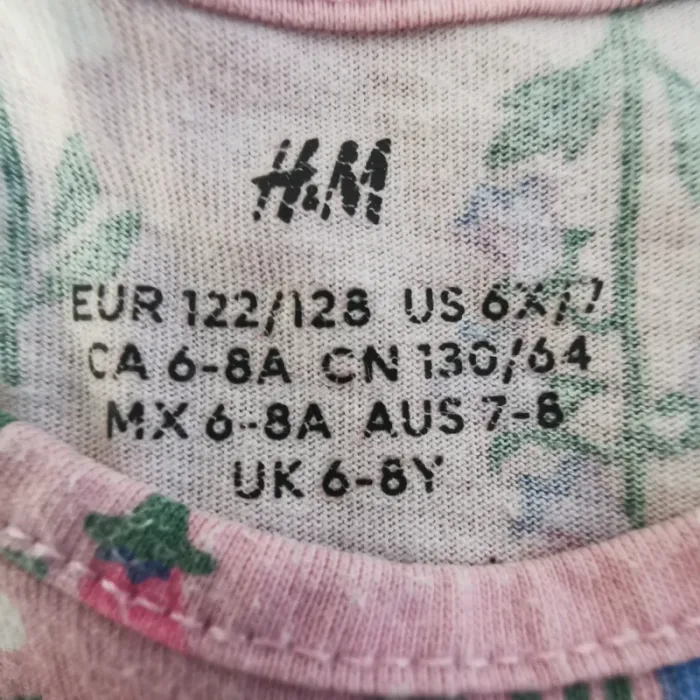 H&M
EUR 122/128 US 6X/7
CA 6-8A CN 130/64
MX 6-8A AUS 7-8
UK 6-8Y